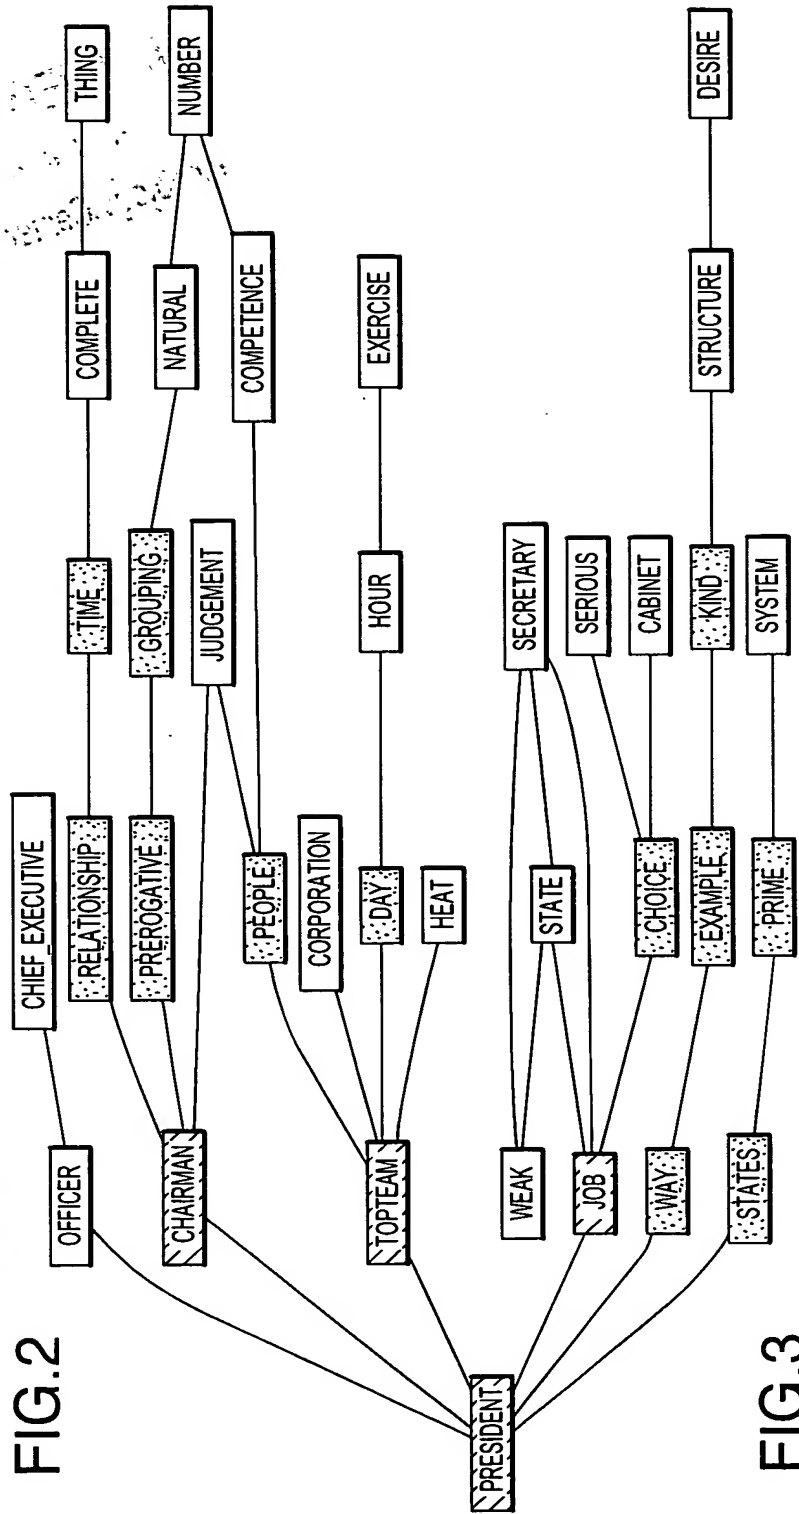 FIG.2
PRESIDENT
OFFICER
CHAIRMAN
TOPTEAM
WEAK
JOB
WAY
STATES
CHIEF_EXECUTIVE
RELATIONSHIP
PREROGATIVE
PEOPLE
CORPORATION
DAY
HEAT
STATE
CHOICE
EXAMPLE
PRIME
TIME
GROUPING
JUDGEMENT
HOUR
SECRETARY
SERIOUS
CABINET
KIND
SYSTEM
COMPLETE
NATURAL
COMPETENCE
EXERCISE
STRUCTURE
THING
NUMBER
DESIRE
FIG.3